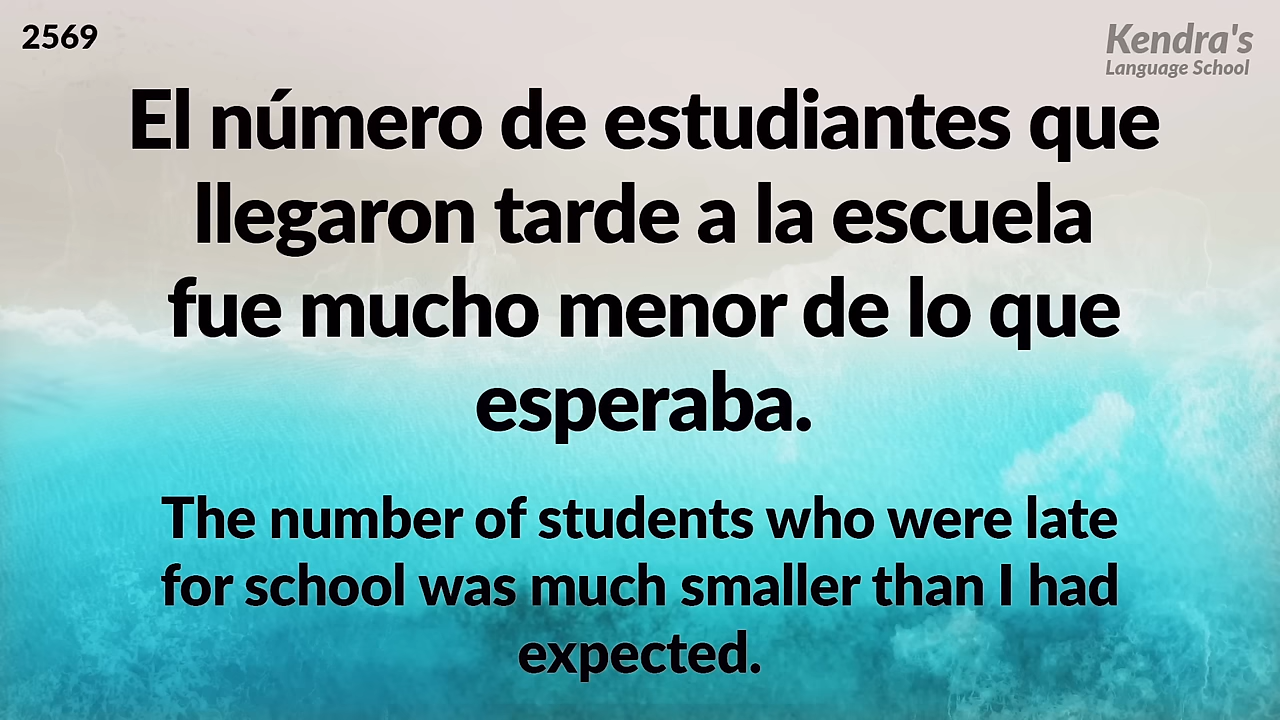 2569
Kendra's
Language School
El número de estudiantes que
llegaron tarde a la escuela
fue mucho menor de lo que
esperaba.
The number of students who were late
for school was much smaller than I had
expected.